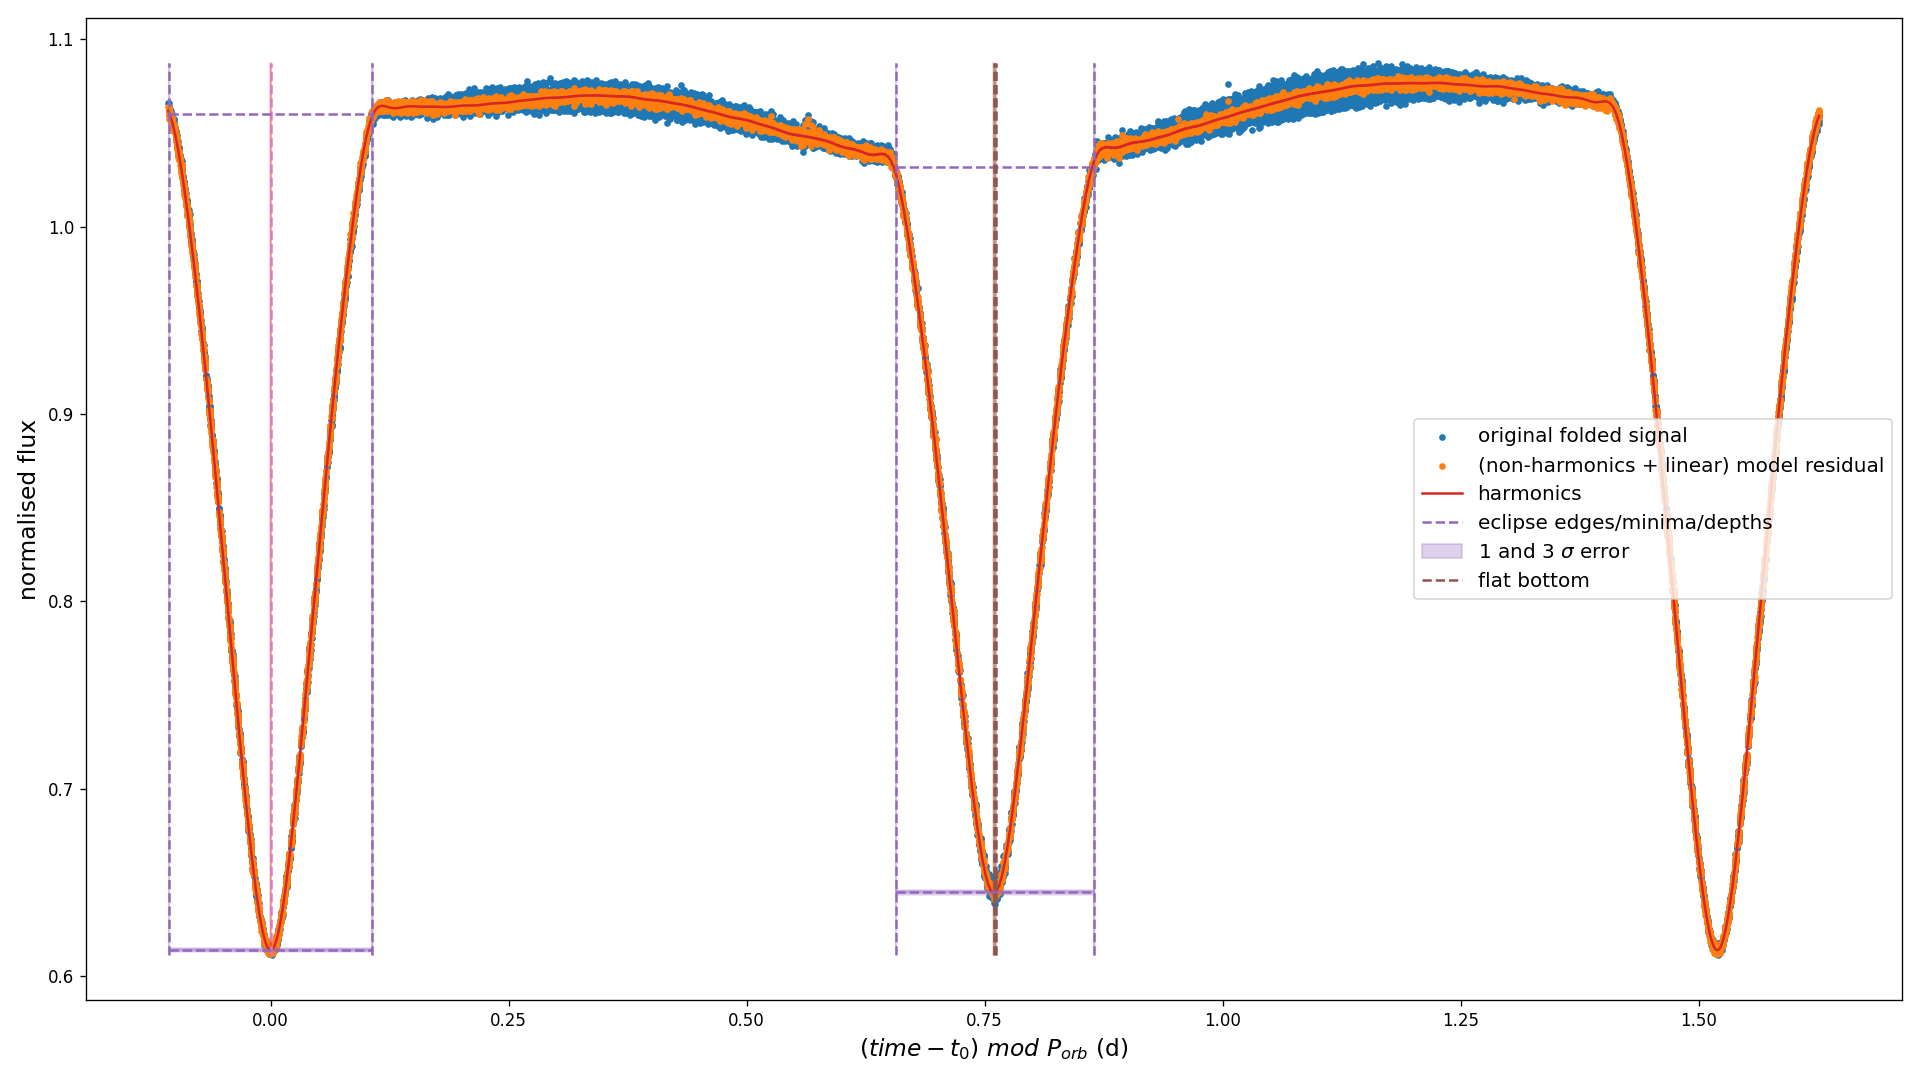 1.1
1.0
0.9
0.8
0.7
0.6
normalised flux
original folded signal
(non-harmonics + linear) model residual
harmonics
eclipse edges/minima/depths
1 and 3 σ error
flat bottom
0.00 0.25 0.50 0.75 1.00 1.25 1.50
(time − t₀) mod P_orb (d)